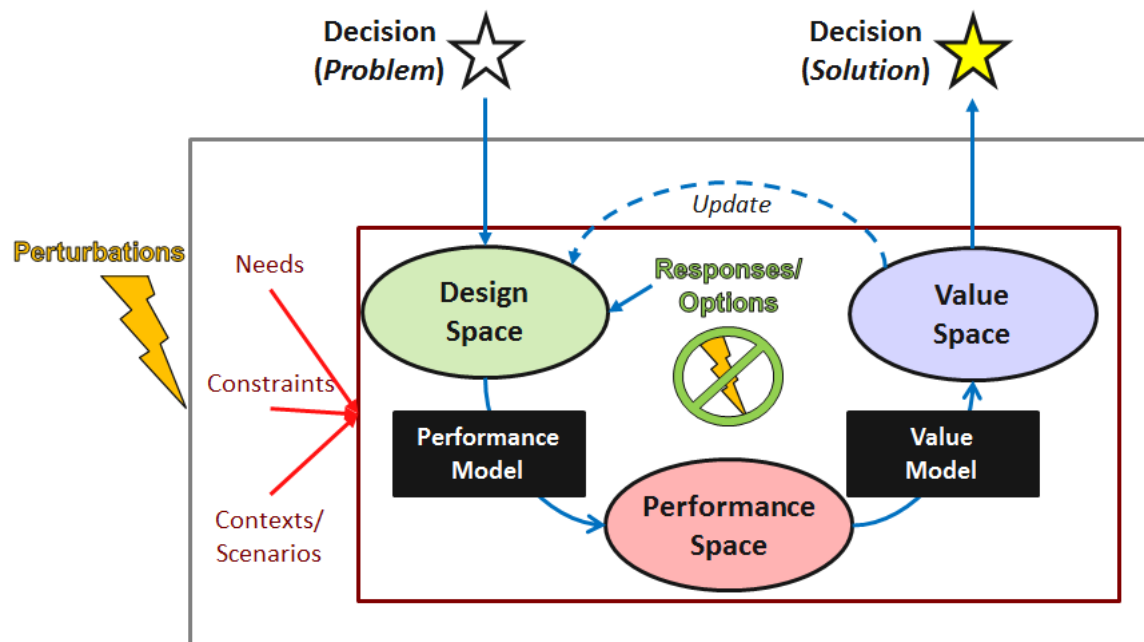 Decision
(Problem)
Decision
(Solution)
Update
Perturbations
Needs
Responses/
Options
Design
Space
Value
Space
Constraints
Performance
Model
Value
Model
Contexts/
Scenarios
Performance
Space